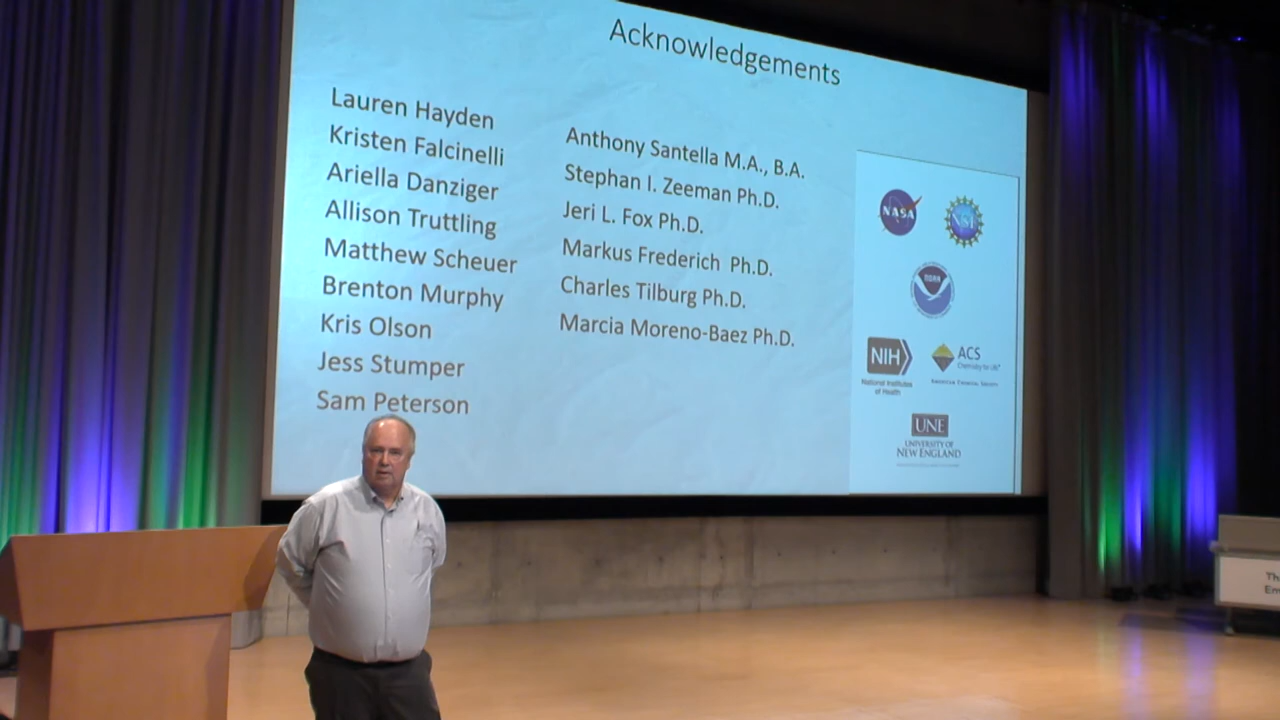 Acknowledgements
Lauren Hayden
Kristen Falcinelli
Ariella Danziger
Allison Truttling
Matthew Scheuer
Brenton Murphy
Kris Olson
Jess Stumper
Sam Peterson
Anthony Santella M.A., B.A.
Stephan I. Zeeman Ph.D.
Jeri L. Fox Ph.D.
Markus Frederich Ph.D.
Charles Tilburg Ph.D.
Marcia Moreno-Baez Ph.D.
NASA
NSF
NOAA
NIH
National Institutes
of Health
ACS
Chemistry for Life®
AMERICAN CHEMICAL SOCIETY
UNE
UNIVERSITY OF
NEW ENGLAND